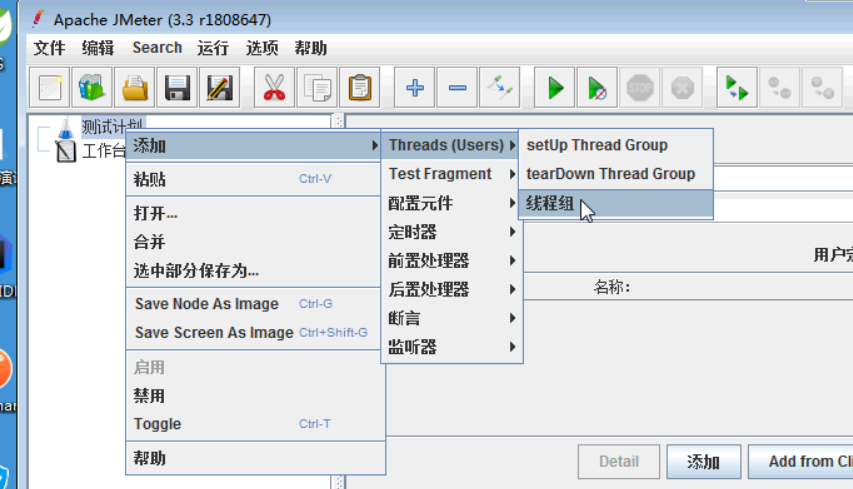 Apache JMeter (3.3 r1808647)
文件 编辑 Search 运行 选项 帮助
STOP
测试计划
工作台
添加
粘贴 Ctrl-V
打开...
合并
选中部分保存为...
Save Node As Image Ctrl-G
Save Screen As Image Ctrl+Shift-G
启用
禁用
Toggle Ctrl-T
帮助
Threads (Users)
Test Fragment
配置元件
定时器
前置处理器
后置处理器
断言
监听器
setUp Thread Group
tearDown Thread Group
线程组
用户
名称:
Detail 添加 Add from Cli